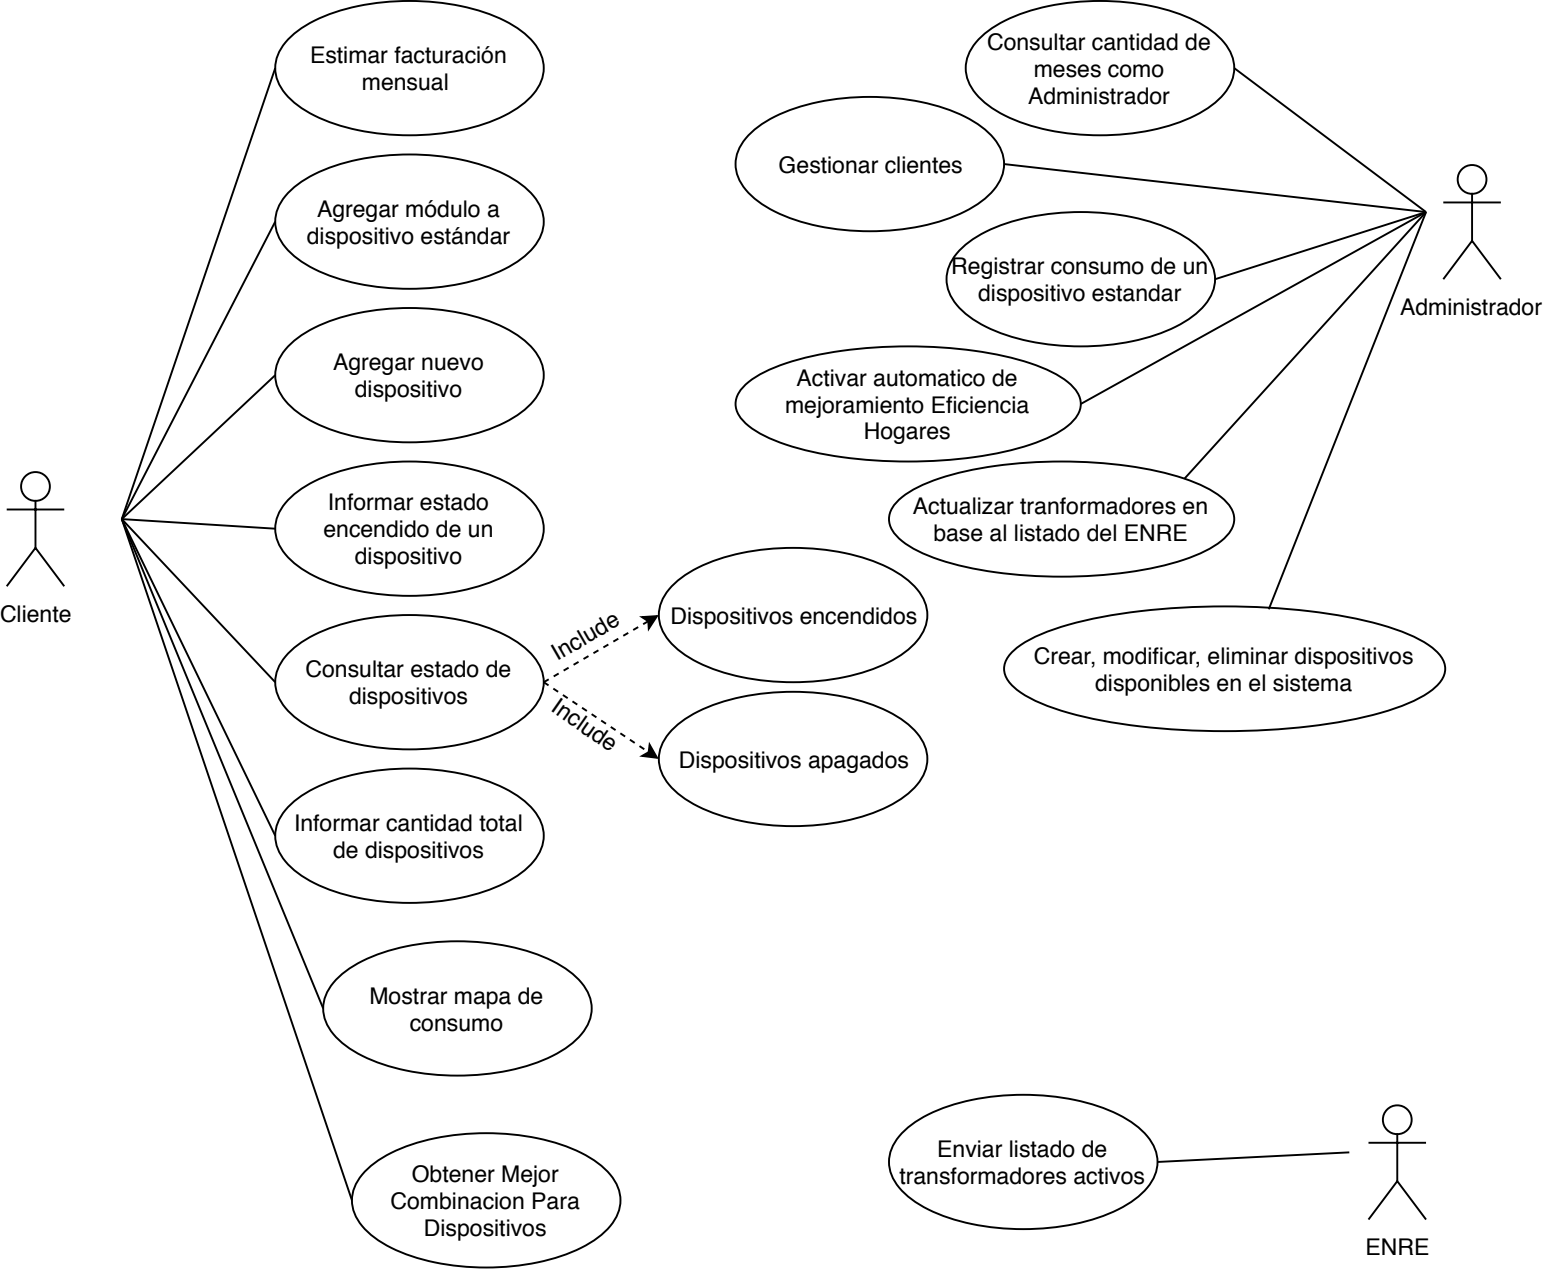 Estimar facturación
mensual
Agregar módulo a
dispositivo estándar
Agregar nuevo
dispositivo
Informar estado
encendido de un
dispositivo
Cliente
Consultar estado de
dispositivos
Include
Include
Dispositivos encendidos
Dispositivos apagados
Informar cantidad total
de dispositivos
Mostrar mapa de
consumo
Obtener Mejor
Combinacion Para
Dispositivos
Consultar cantidad de
meses como
Administrador
Gestionar clientes
Registrar consumo de un
dispositivo estandar
Administrador
Activar automatico de
mejoramiento Eficiencia
Hogares
Actualizar tranformadores en
base al listado del ENRE
Crear, modificar, eliminar dispositivos
disponibles en el sistema
Enviar listado de
transformadores activos
ENRE